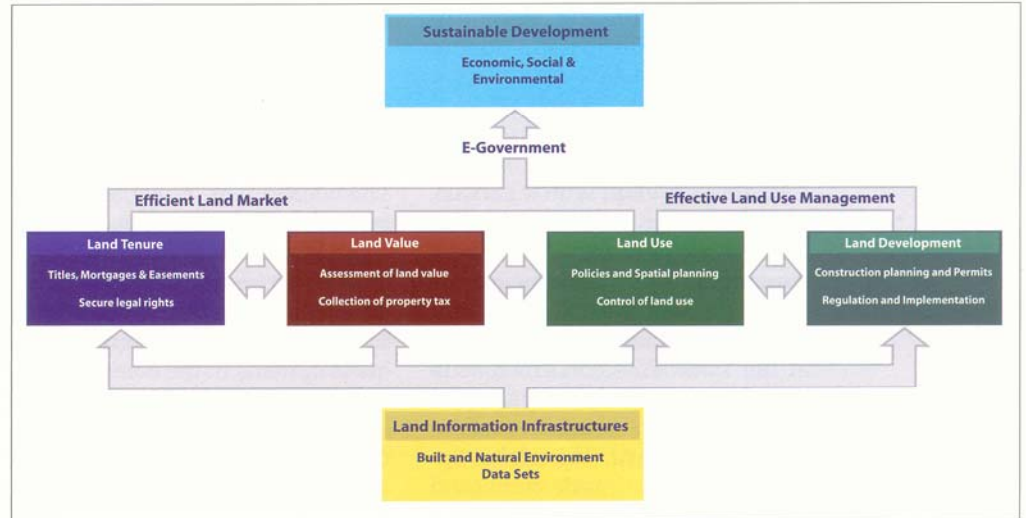 Sustainable Development
Economic, Social &
Environmental
E-Government
Efficient Land Market
Effective Land Use Management
Land Tenure
Titles, Mortgages & Easements
Secure legal rights
Land Value
Assessment of land value
Collection of property tax
Land Use
Policies and Spatial planning
Control of land use
Land Development
Construction planning and Permits
Regulation and Implementation
Land Information Infrastructures
Built and Natural Environment
Data Sets